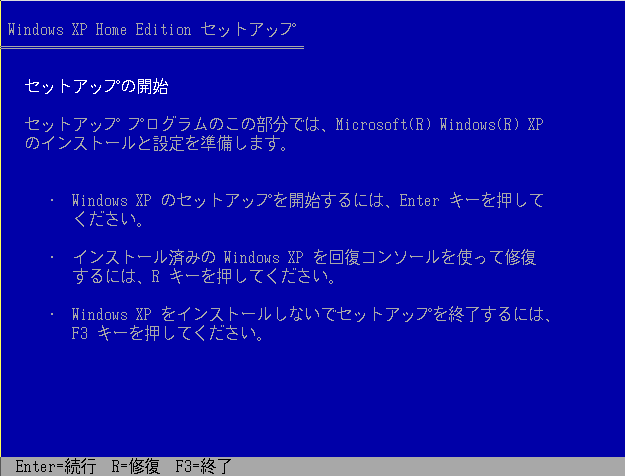 Windows XP Home Edition セットアップ
セットアップの開始
セットアップ プログラムのこの部分では、Microsoft(R) Windows(R) XP
のインストールと設定を準備します。
・ Windows XP のセットアップを開始するには、Enter キーを押して
ください。
・ インストール済みの Windows XP を回復コンソールを使って修復
するには、R キーを押してください。
・ Windows XP をインストールしないでセットアップを終了するには、
F3 キーを押してください。
Enter=続行 R=修復 F3=終了